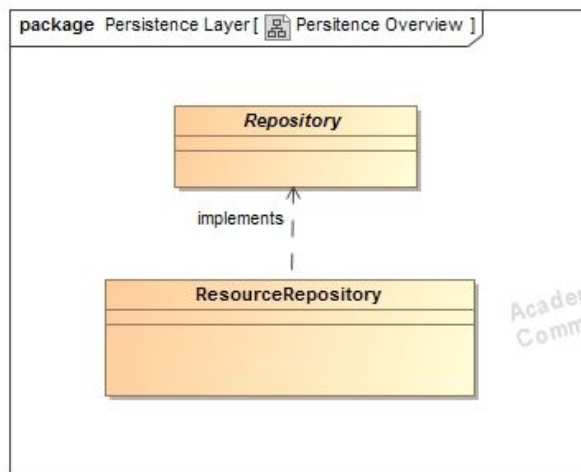 package Persistence Layer [ Persitence Overview ]
Repository
implements
ResourceRepository